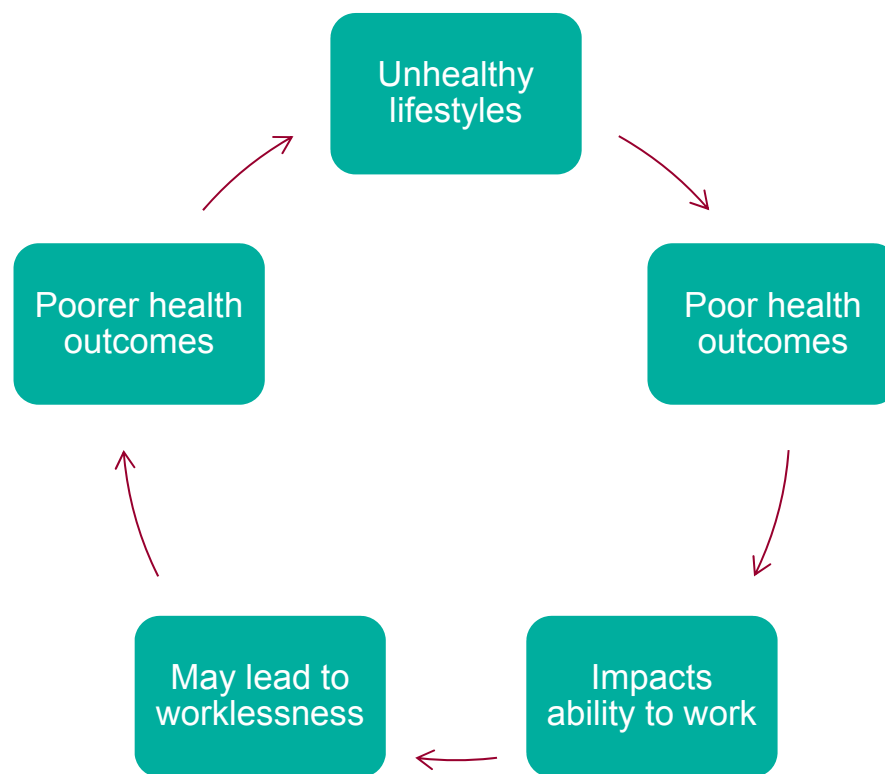 Unhealthy
lifestyles
Poor health
outcomes
Impacts
ability to work
May lead to
worklessness
Poorer health
outcomes